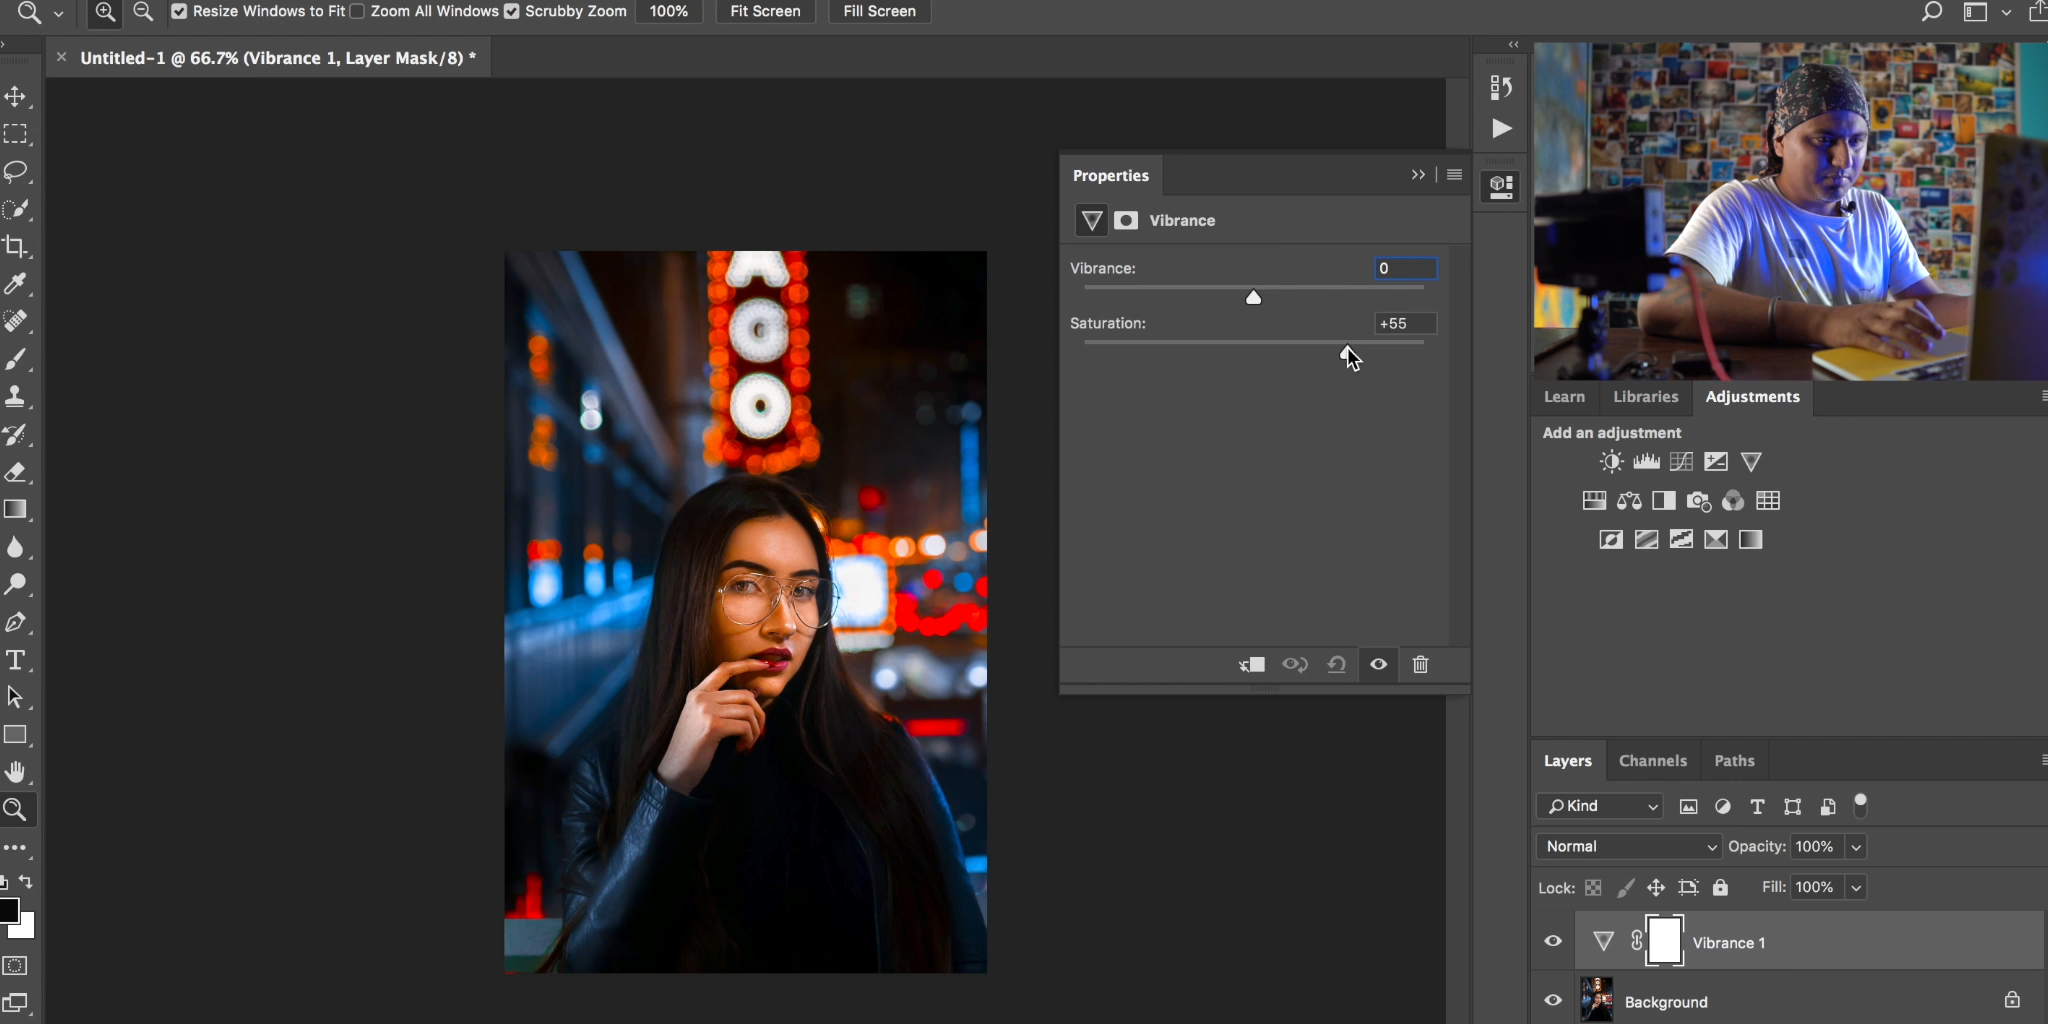 Resize Windows to Fit Zoom All Windows Scrubby Zoom 100% Fit Screen Fill Screen
Untitled-1 @ 66.7% (Vibrance 1, Layer Mask/8) *
Properties
Vibrance
Vibrance: 0
Saturation: +55
A
G
O
Learn Libraries Adjustments
Add an adjustment
Layers Channels Paths
Kind
Normal Opacity: 100%
Lock: Fill: 100%
Vibrance 1
Background